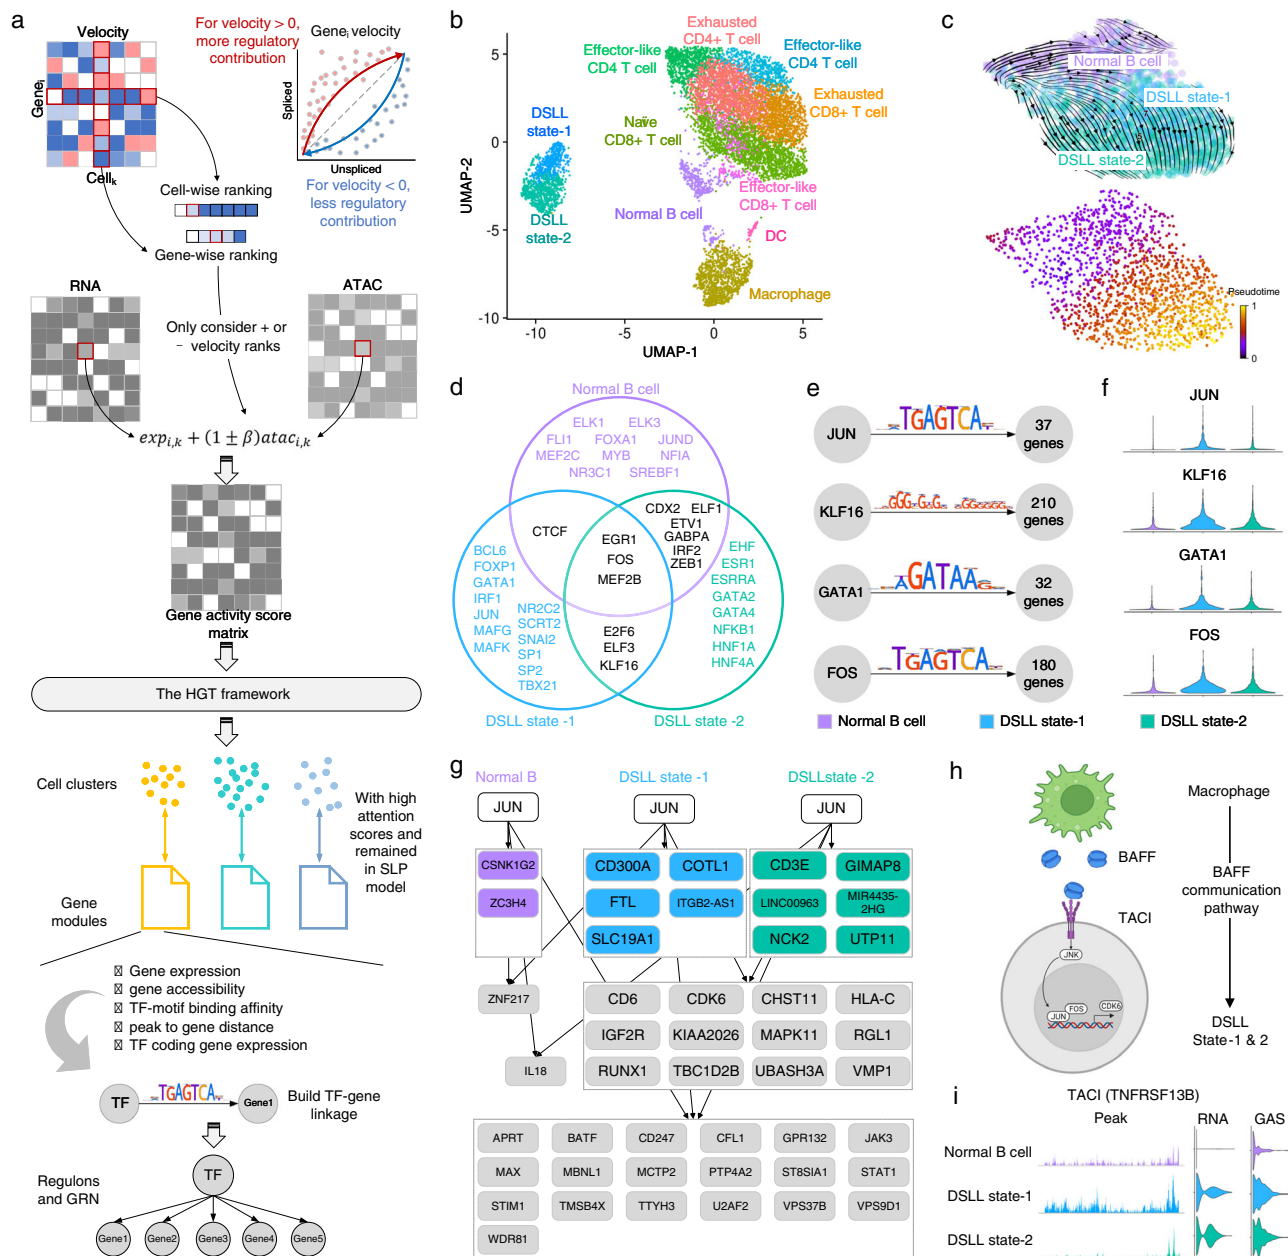 a
Velocity
For velocity > 0,
more regulatory
contribution
Gene_i velocity
Gene_i
Spliced
Unspliced
Cell_k
Cell-wise ranking
For velocity < 0,
less regulatory
contribution
Gene-wise ranking
RNA
ATAC
Only consider + or
− velocity ranks
exp_{i,k} + (1 ± β)atac_{i,k}
Gene activity score
matrix
The HGT framework
Cell clusters
With high
attention
scores and
remained
in SLP
model
Gene
modules
Gene expression
gene accessibility
TF-motif binding affinity
peak to gene distance
TF coding gene expression
TF
TGAGTCA
Gene1
Build TF-gene
linkage
Regulons
and GRN
TF
Gene1
Gene2
Gene3
Gene4
Gene5
b
Exhausted
CD4+ T cell
Effector-like
CD4 T cell
Effector-like
CD4 T cell
Exhausted
CD8+ T cell
DSLL
state-1
Naïve
CD8+ T cell
Effector-like
CD8+ T cell
Normal B cell
DSLL
state-2
DC
Macrophage
UMAP-2
5
0
-5
-10
-10
-5
0
5
UMAP-1
c
Normal B cell
DSLL state-1
DSLL state-2
Pseudotime
1
0
d
Normal B cell
ELK1 ELK3
FLI1 FOXA1 JUND
MEF2C MYB NFIA
NR3C1 SREBF1
CTCF
CDX2 ELF1
ETV1
GABPA
IRF2
ZEB1
EGR1
FOS
MEF2B
BCL6
FOXP1
GATA1
IRF1
JUN
MAFG
MAFK
NR2C2
SCRT2
SNAI2
SP1
SP2
TBX21
E2F6
ELF3
KLF16
EHF
ESR1
ESRRA
GATA2
GATA4
NFKB1
HNF1A
HNF4A
DSLL state -1
DSLL state -2
e
JUN
TGAGTCA
37
genes
KLF16
210
genes
GATA1
AGATAA
32
genes
FOS
TGAGTCA
180
genes
f
JUN
KLF16
GATA1
FOS
Normal B cell
DSLL state-1
DSLL state-2
g
Normal B
DSLL state -1
DSLLstate -2
JUN
JUN
JUN
CSNK1G2
ZC3H4
CD300A
COTL1
FTL
ITGB2-AS1
SLC19A1
CD3E
GIMAP8
LINC00963
MIR4435-
2HG
NCK2
UTP11
ZNF217
IL18
CD6 CDK6 CHST11 HLA-C
IGF2R KIAA2026 MAPK11 RGL1
RUNX1 TBC1D2B UBASH3A VMP1
APRT BATF CD247 CFL1 GPR132 JAK3
MAX MBNL1 MCTP2 PTP4A2 ST8SIA1 STAT1
STIM1 TMSB4X TTYH3 U2AF2 VPS37B VPS9D1
WDR81
h
Macrophage
BAFF
BAFF
communication
pathway
TACI
JNK
JUN
FOS
CDK6
DSLL
State-1 & 2
i
TACI (TNFRSF13B)
Peak
RNA
GAS
Normal B cell
DSLL state-1
DSLL state-2